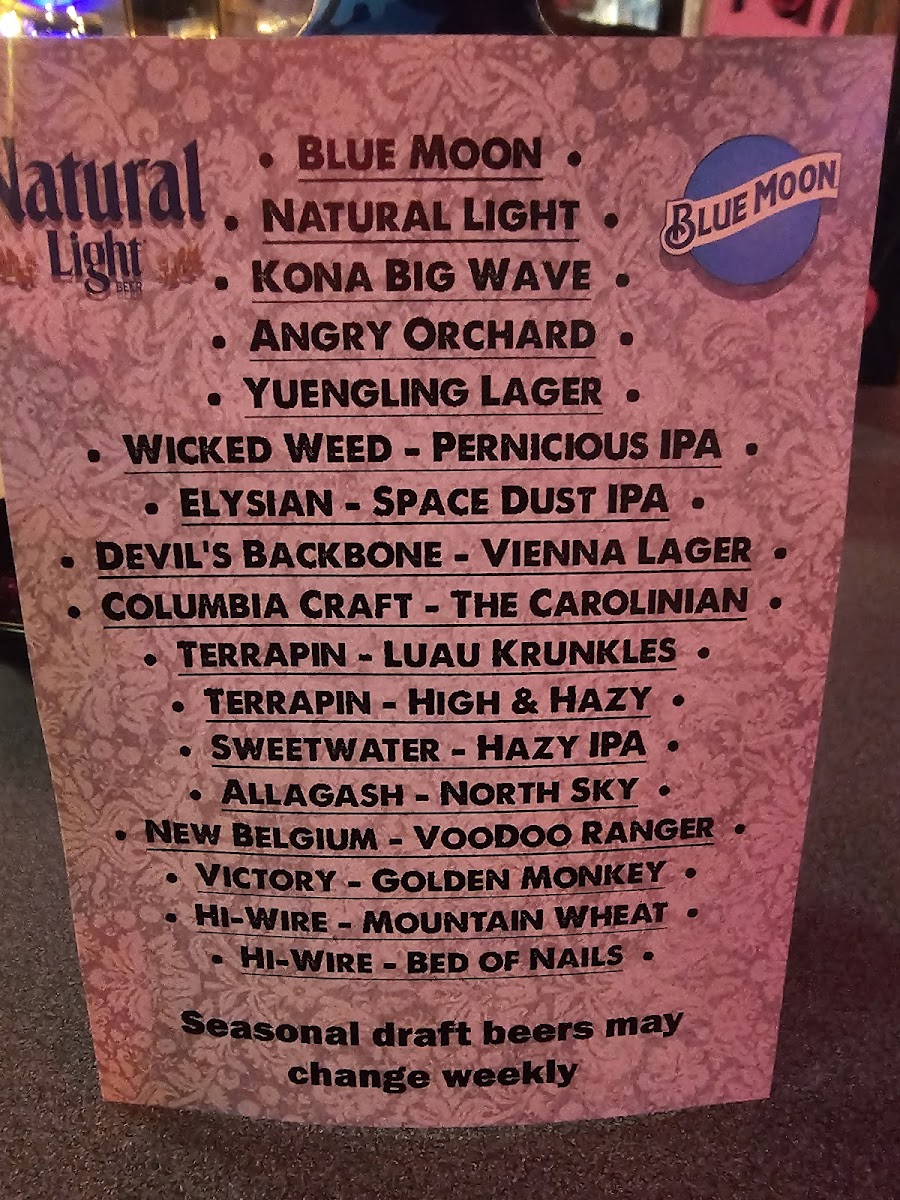 Natural
Light
BEER
BLUE MOON
• BLUE MOON •
• NATURAL LIGHT •
• KONA BIG WAVE •
• ANGRY ORCHARD •
• YUENGLING LAGER •
• WICKED WEED - PERNICIOUS IPA •
• ELYSIAN - SPACE DUST IPA •
• DEVIL'S BACKBONE - VIENNA LAGER •
• COLUMBIA CRAFT - THE CAROLINIAN •
• TERRAPIN - LUAU KRUNKLES •
• TERRAPIN - HIGH & HAZY •
• SWEETWATER - HAZY IPA •
• ALLAGASH - NORTH SKY •
• NEW BELGIUM - VOODOO RANGER •
• VICTORY - GOLDEN MONKEY •
• HI-WIRE - MOUNTAIN WHEAT •
• HI-WIRE - BED OF NAILS •
Seasonal draft beers may
change weekly